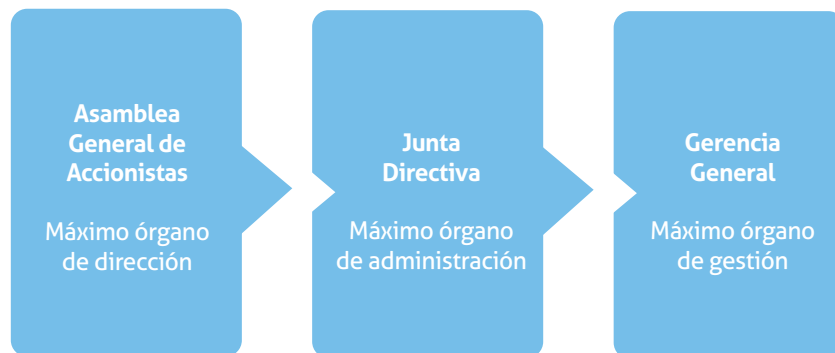 Asamblea
General de
Accionistas
Máximo órgano
de dirección
Junta
Directiva
Máximo órgano
de administración
Gerencia
General
Máximo órgano
de gestión